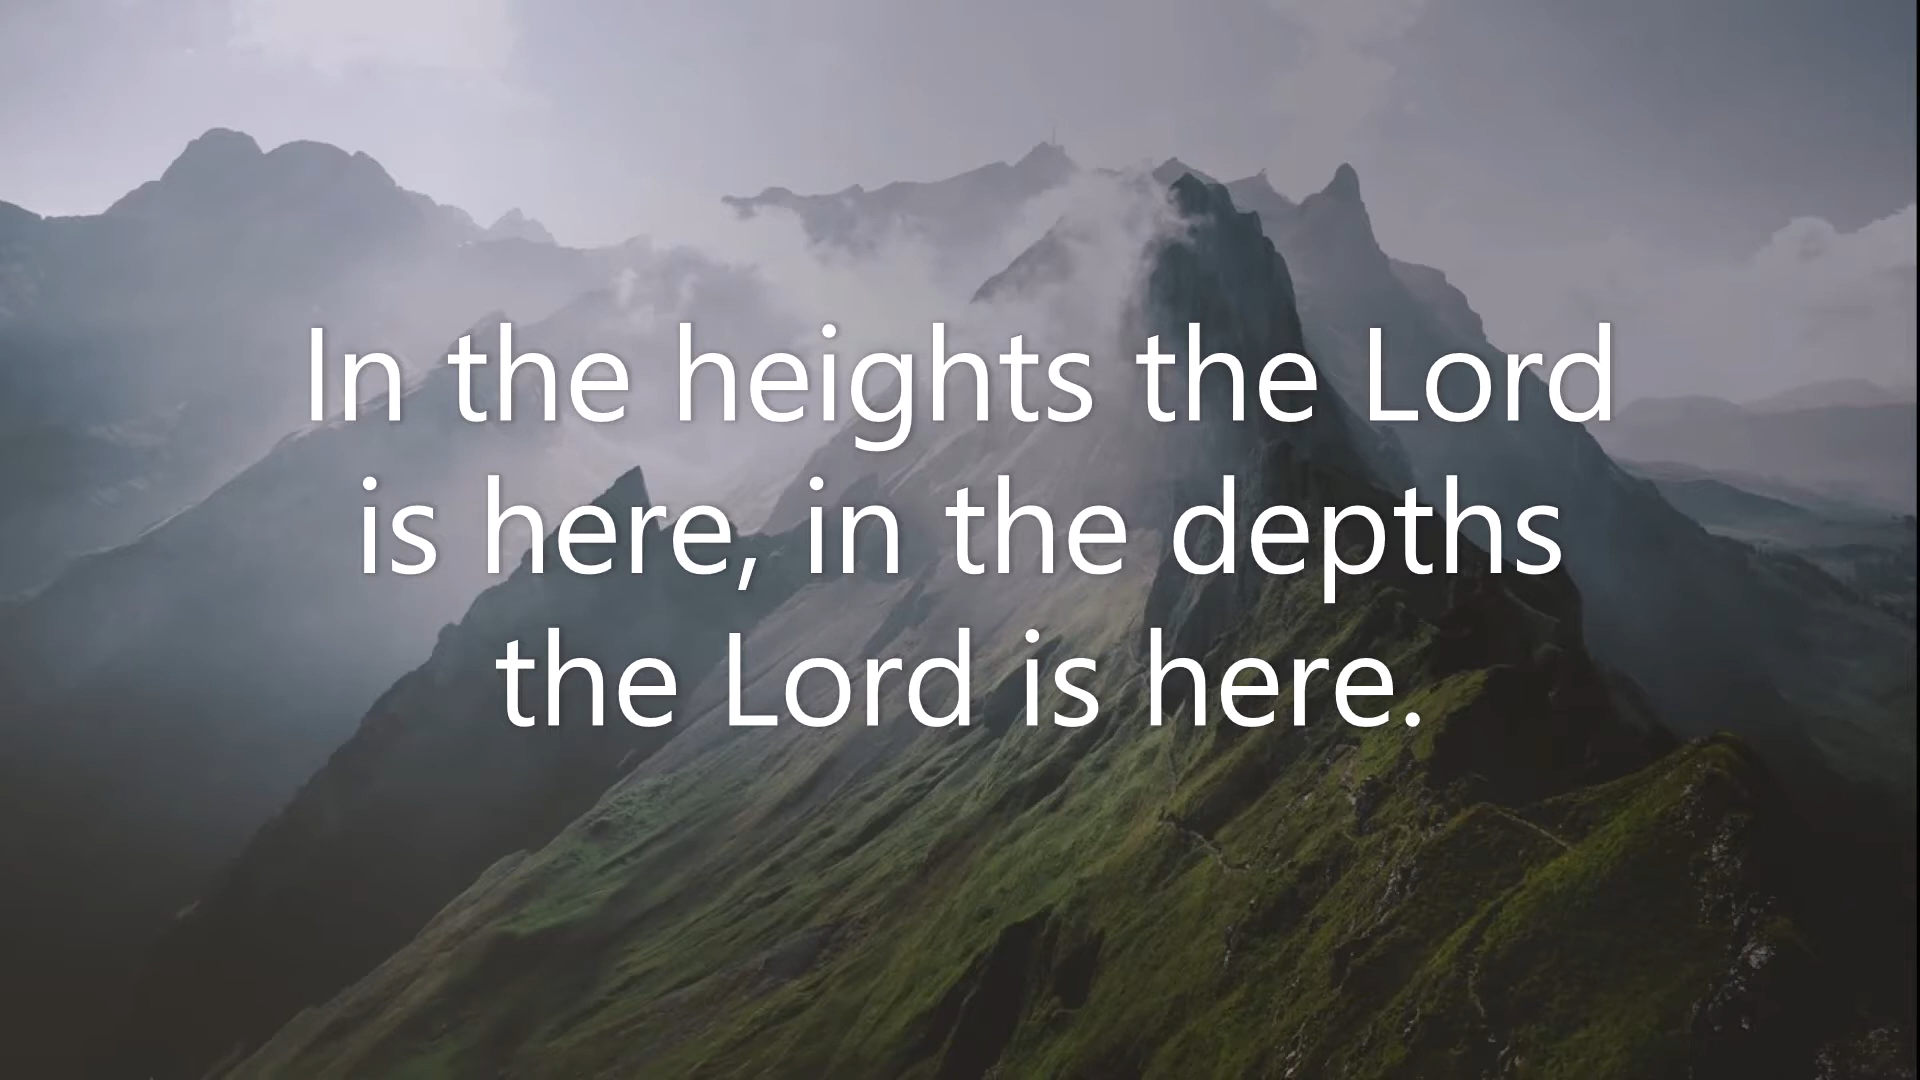 In the heights the Lord
is here, in the depths
the Lord is here.